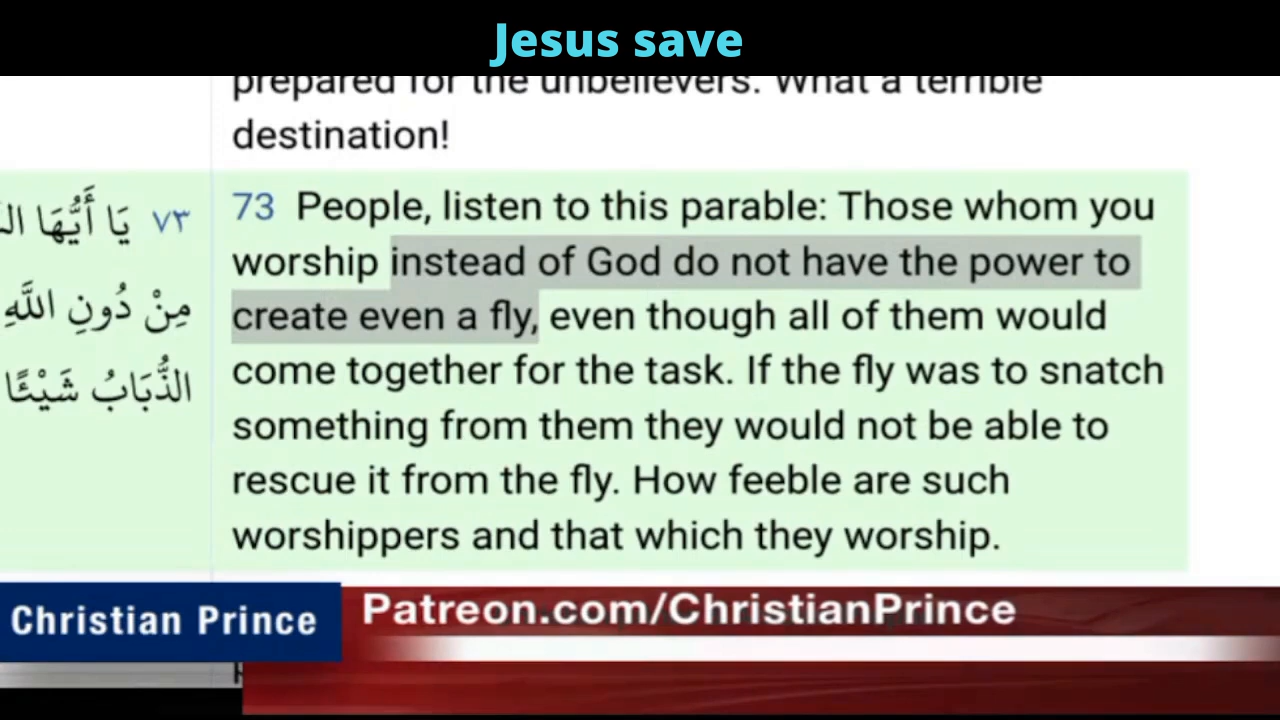 Jesus save
prepared for the unbelievers. What a terrible
destination!
73 People, listen to this parable: Those whom you
worship instead of God do not have the power to
create even a fly, even though all of them would
come together for the task. If the fly was to snatch
something from them they would not be able to
rescue it from the fly. How feeble are such
worshippers and that which they worship.
٧٣ يَا أَيُّهَا
مِنْ دُونِ اللَّهِ
الذُّبَابُ شَيْئًا
Christian Prince
Patreon.com/ChristianPrince